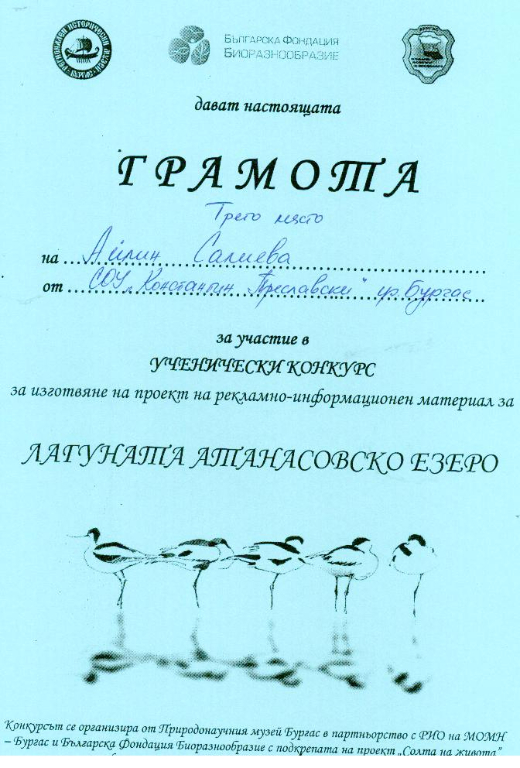 БЪЛГАРСКА ФОНДАЦИЯ
БИОРАЗНООБРАЗИЕ
дават настоящата
ГРАМОТА
Трето място
на Айлин Салиева
от СОУ „Константин Преславски“ гр. Бургас
за участие в
УЧЕНИЧЕСКИ КОНКУРС
за изготвяне на проект на рекламно-информационен материал за
ЛАГУНАТА АТАНАСОВСКО ЕЗЕРО
Конкурсът се организира от Природонаучния музей Бургас в партньорство с РИО на МОМН
– Бургас и Българска Фондация Биоразнообразие с подкрепата на проект „Солта на живота”